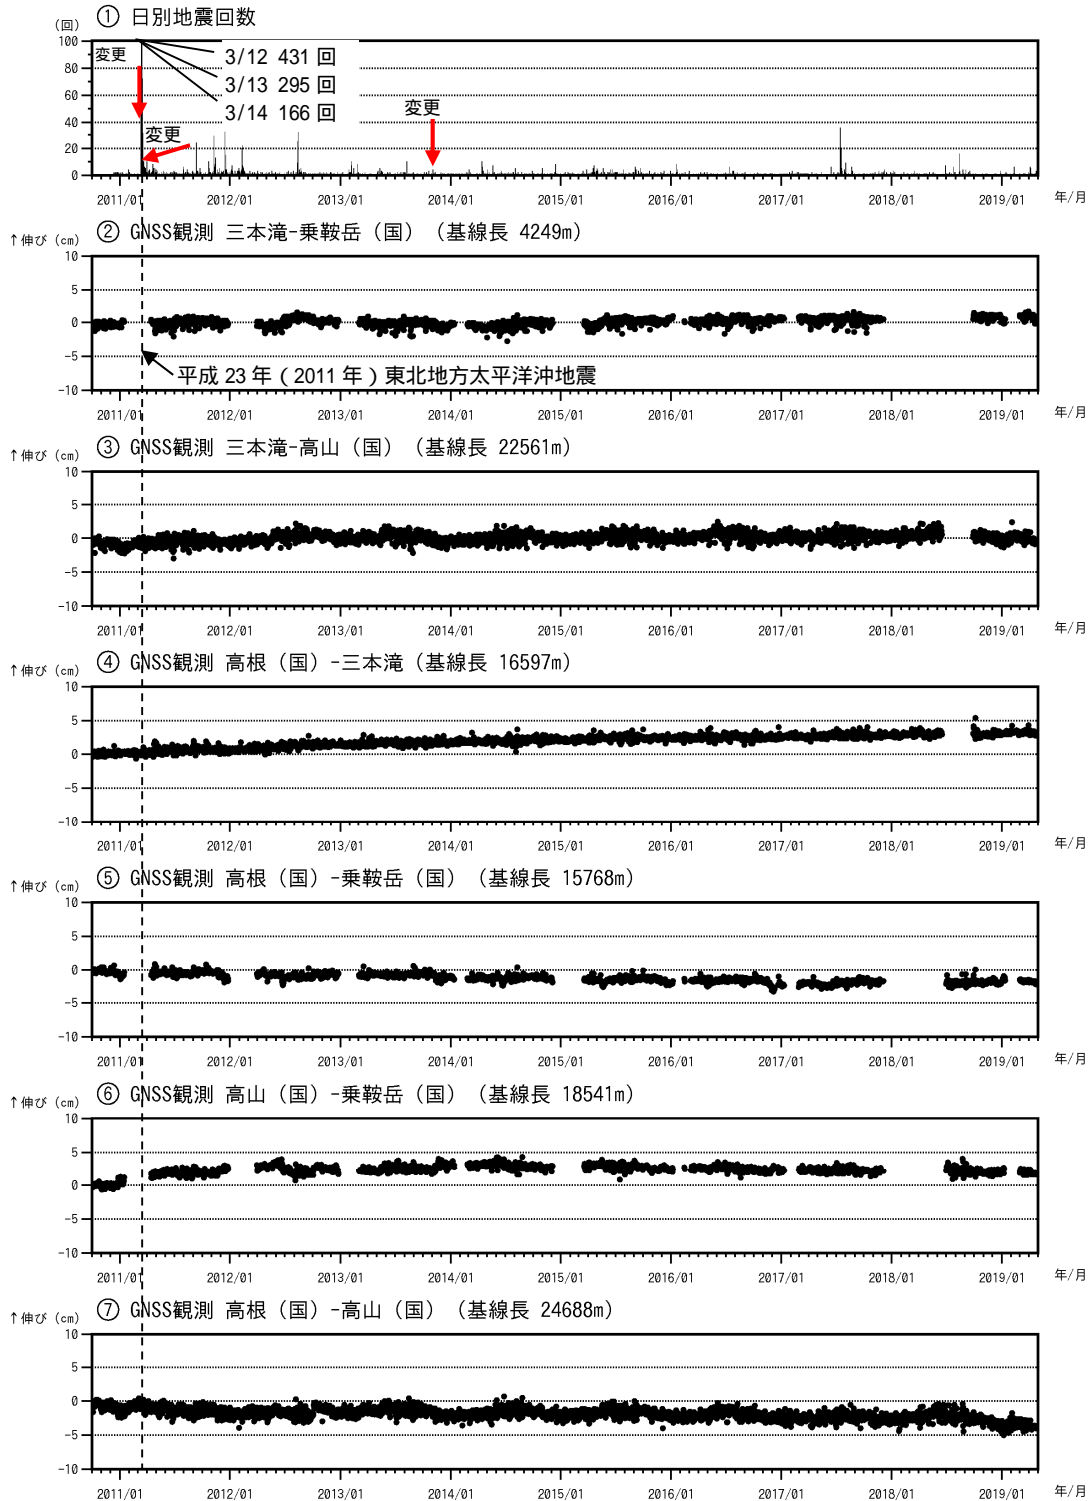 ① 日別地震回数
(回)
100
80
60
40
20
0
変更
変更
変更
3/12 431 回
3/13 295 回
3/14 166 回
2011/01 2012/01 2013/01 2014/01 2015/01 2016/01 2017/01 2018/01 2019/01 年/月
② GNSS観測 三本滝-乗鞍岳（国）（基線長 4249m）
↑伸び（cm）
10
5
0
-5
-10
平成 23 年（2011 年）東北地方太平洋沖地震
2011/01 2012/01 2013/01 2014/01 2015/01 2016/01 2017/01 2018/01 2019/01 年/月
③ GNSS観測 三本滝-高山（国）（基線長 22561m）
↑伸び（cm）
10
5
0
-5
-10
2011/01 2012/01 2013/01 2014/01 2015/01 2016/01 2017/01 2018/01 2019/01 年/月
④ GNSS観測 高根（国）-三本滝（基線長 16597m）
↑伸び（cm）
10
5
0
-5
-10
2011/01 2012/01 2013/01 2014/01 2015/01 2016/01 2017/01 2018/01 2019/01 年/月
⑤ GNSS観測 高根（国）-乗鞍岳（国）（基線長 15768m）
↑伸び（cm）
10
5
0
-5
-10
2011/01 2012/01 2013/01 2014/01 2015/01 2016/01 2017/01 2018/01 2019/01 年/月
⑥ GNSS観測 高山（国）-乗鞍岳（国）（基線長 18541m）
↑伸び（cm）
10
5
0
-5
-10
2011/01 2012/01 2013/01 2014/01 2015/01 2016/01 2017/01 2018/01 2019/01 年/月
⑦ GNSS観測 高根（国）-高山（国）（基線長 24688m）
↑伸び（cm）
10
5
0
-5
-10
2011/01 2012/01 2013/01 2014/01 2015/01 2016/01 2017/01 2018/01 2019/01 年/月